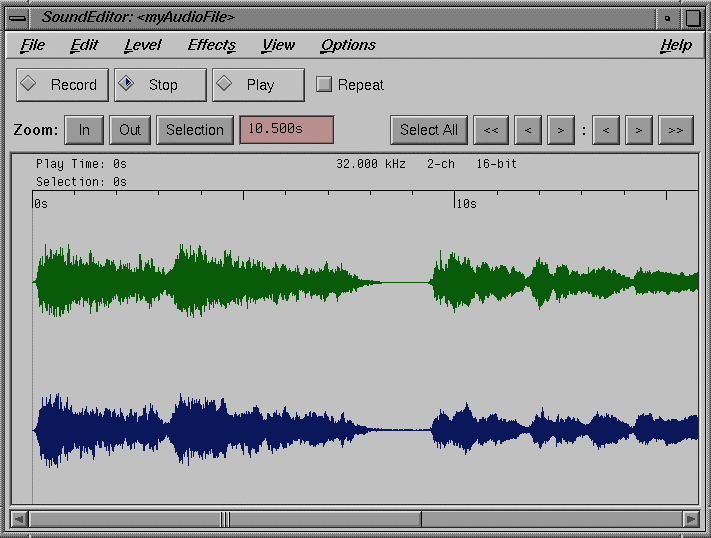 SoundEditor: <myAudioFile>
File Edit Level Effects View Options Help
Record Stop Play Repeat
Zoom: In Out Selection 10.500s Select All << < > : < > >>
Play Time: 0s 32.000 kHz 2-ch 16-bit
Selection: 0s
0s 10s